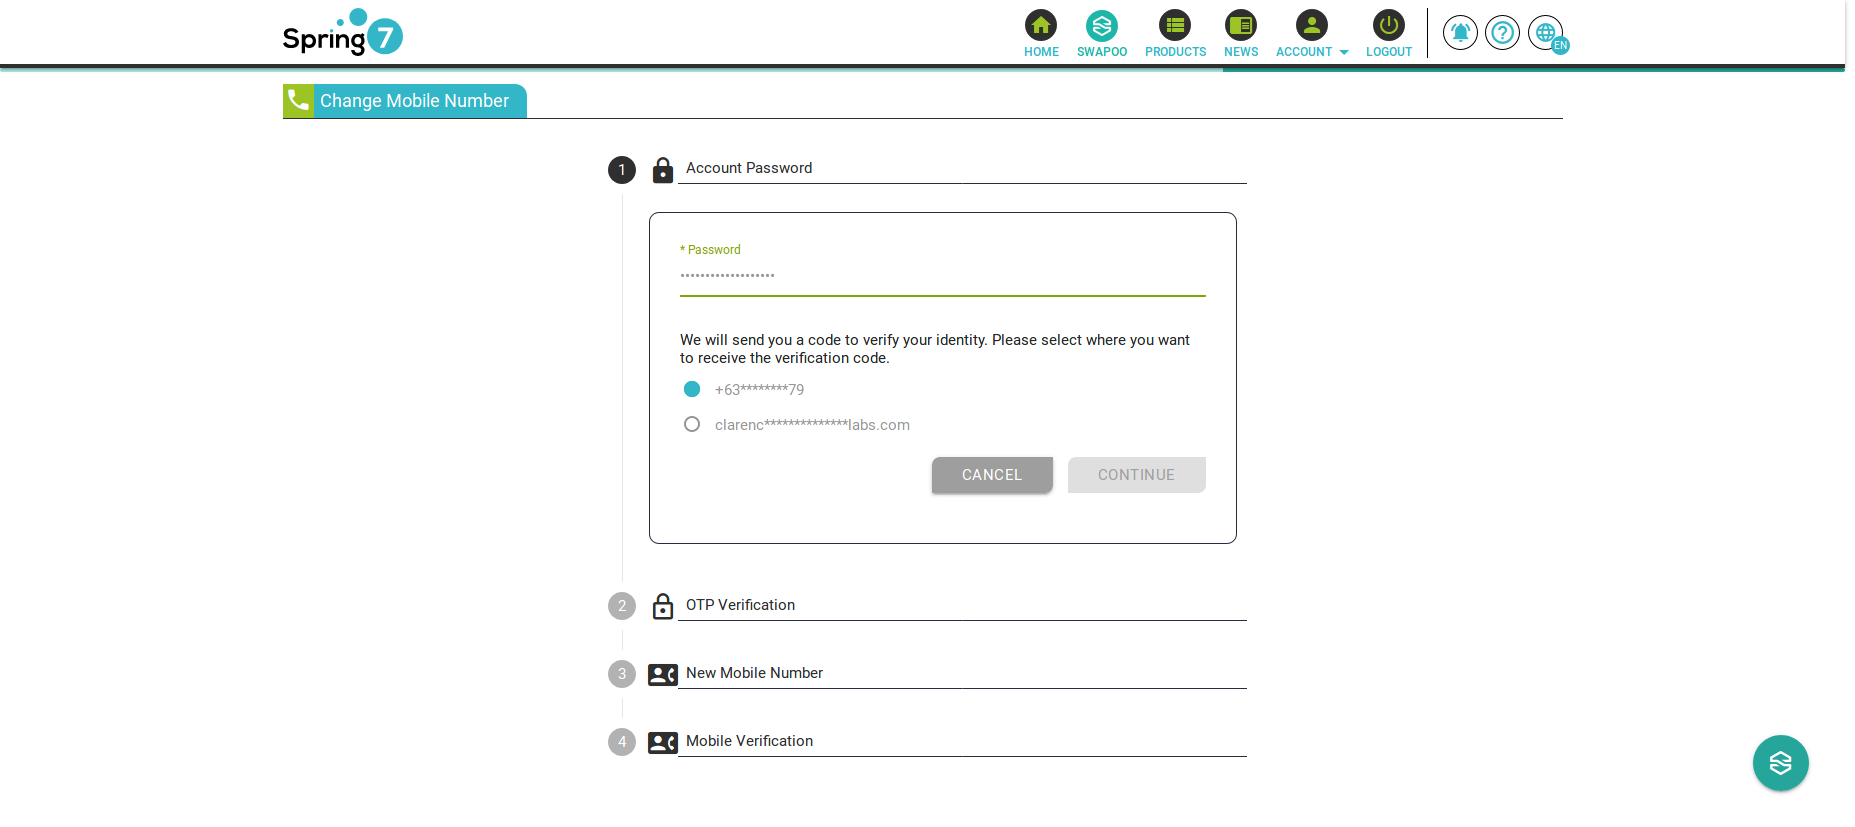 Spring 7
HOME
SWAPOO
PRODUCTS
NEWS
ACCOUNT
LOGOUT
EN
Change Mobile Number
1
Account Password
* Password
•••••••••••••••••••
We will send you a code to verify your identity. Please select where you want
to receive the verification code.
+63********79
clarenc**************labs.com
CANCEL
CONTINUE
2
OTP Verification
3
New Mobile Number
4
Mobile Verification